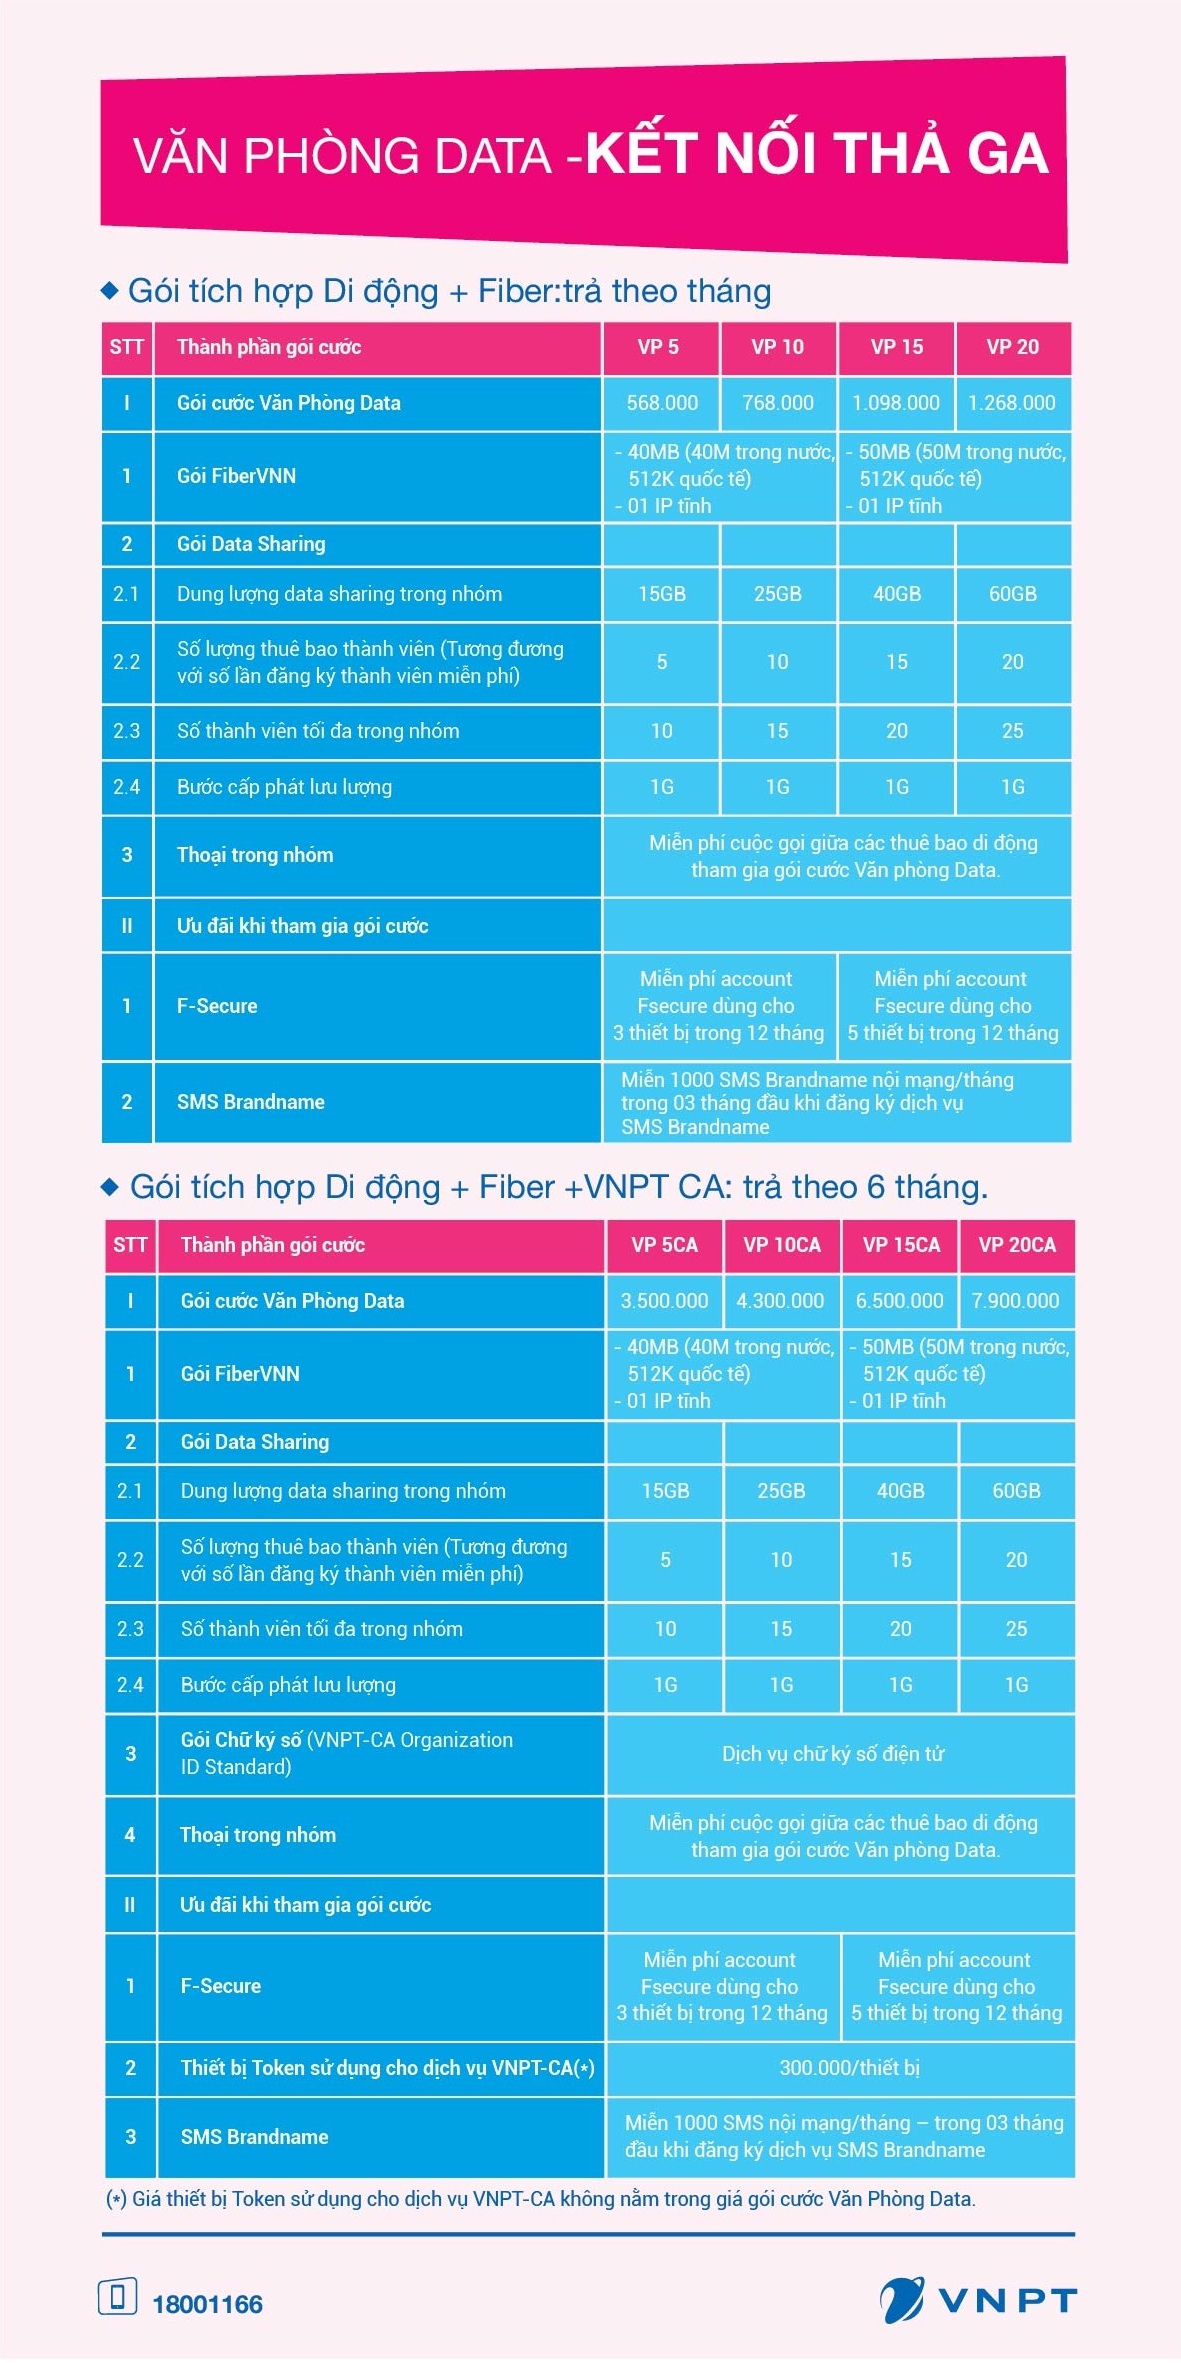 VĂN PHÒNG DATA -KẾT NỐI THẢ GA
◆ Gói tích hợp Di động + Fiber:trả theo tháng
STT Thành phần gói cước VP 5 VP 10 VP 15 VP 20
I Gói cước Văn Phòng Data 568.000 768.000 1.098.000 1.268.000
1 Gói FiberVNN
- 40MB (40M trong nước,
512K quốc tế)
- 01 IP tĩnh
- 50MB (50M trong nước,
512K quốc tế)
- 01 IP tĩnh
2 Gói Data Sharing
2.1 Dung lượng data sharing trong nhóm 15GB 25GB 40GB 60GB
2.2 Số lượng thuê bao thành viên (Tương đương
với số lần đăng ký thành viên miễn phí) 5 10 15 20
2.3 Số thành viên tối đa trong nhóm 10 15 20 25
2.4 Bước cấp phát lưu lượng 1G 1G 1G 1G
3 Thoại trong nhóm
Miễn phí cuộc gọi giữa các thuê bao di động
tham gia gói cước Văn phòng Data.
II Ưu đãi khi tham gia gói cước
1 F-Secure
Miễn phí account
Fsecure dùng cho
3 thiết bị trong 12 tháng
Miễn phí account
Fsecure dùng cho
5 thiết bị trong 12 tháng
2 SMS Brandname
Miễn 1000 SMS Brandname nội mạng/tháng
trong 03 tháng đầu khi đăng ký dịch vụ
SMS Brandname
◆ Gói tích hợp Di động + Fiber +VNPT CA: trả theo 6 tháng.
STT Thành phần gói cước VP 5CA VP 10CA VP 15CA VP 20CA
I Gói cước Văn Phòng Data 3.500.000 4.300.000 6.500.000 7.900.000
1 Gói FiberVNN
- 40MB (40M trong nước,
512K quốc tế)
- 01 IP tĩnh
- 50MB (50M trong nước,
512K quốc tế)
- 01 IP tĩnh
2 Gói Data Sharing
2.1 Dung lượng data sharing trong nhóm 15GB 25GB 40GB 60GB
2.2 Số lượng thuê bao thành viên (Tương đương
với số lần đăng ký thành viên miễn phí) 5 10 15 20
2.3 Số thành viên tối đa trong nhóm 10 15 20 25
2.4 Bước cấp phát lưu lượng 1G 1G 1G 1G
3 Gói Chữ ký số (VNPT-CA Organization
ID Standard)
Dịch vụ chữ ký số điện tử
4 Thoại trong nhóm
Miễn phí cuộc gọi giữa các thuê bao di động
tham gia gói cước Văn phòng Data.
II Ưu đãi khi tham gia gói cước
1 F-Secure
Miễn phí account
Fsecure dùng cho
3 thiết bị trong 12 tháng
Miễn phí account
Fsecure dùng cho
5 thiết bị trong 12 tháng
2 Thiết bị Token sử dụng cho dịch vụ VNPT-CA(*) 300.000/thiết bị
3 SMS Brandname
Miễn 1000 SMS nội mạng/tháng – trong 03 tháng
đầu khi đăng ký dịch vụ SMS Brandname
(*) Giá thiết bị Token sử dụng cho dịch vụ VNPT-CA không nằm trong giá gói cước Văn Phòng Data.
18001166
VNPT